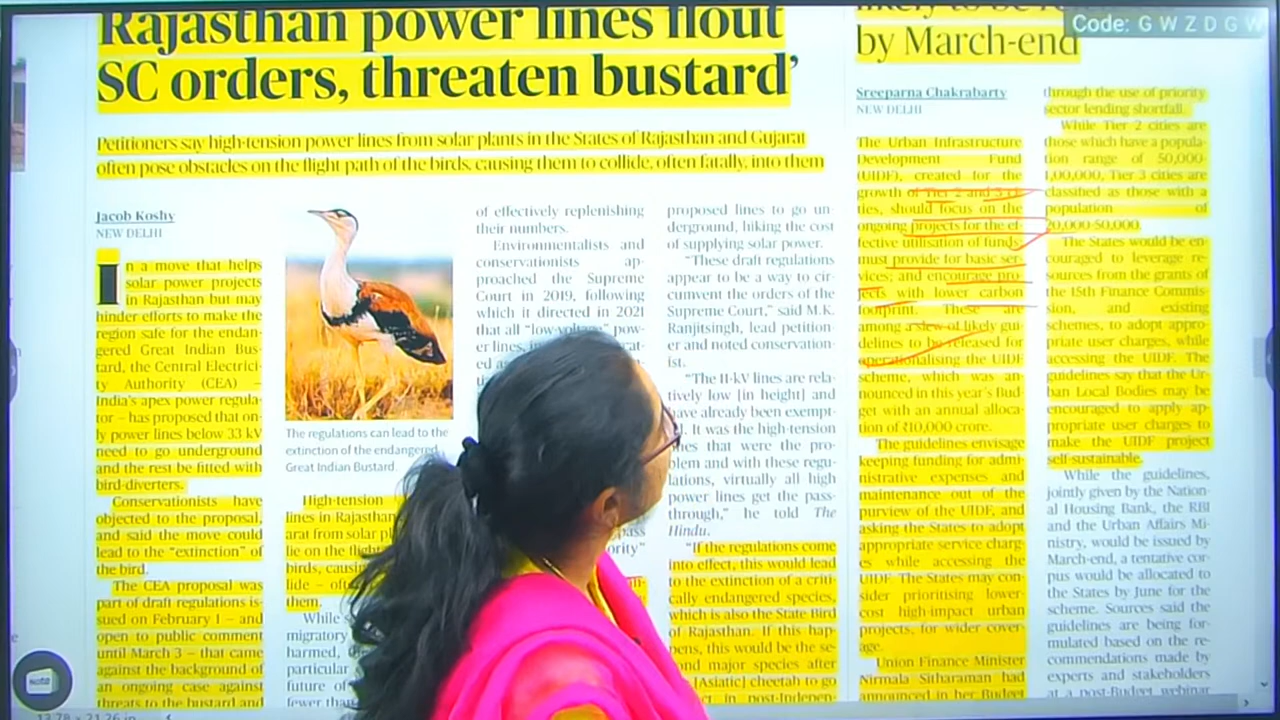 Rajasthan power lines flout
SC orders, threaten bustard’
Petitioners say high-tension power lines from solar plants in the States of Rajasthan and Gujarat
often pose obstacles on the flight path of the birds, causing them to collide, often fatally, into them
Jacob Koshy
NEW DELHI
In a move that helps
solar power projects
in Rajasthan but may
hinder efforts to make the
region safe for the endan-
gered Great Indian Bus-
tard, the Central Electrici-
ty Authority (CEA) –
India’s apex power regula-
tor – has proposed that on-
ly power lines below 33 kV
need to go underground
and the rest be fitted with
bird-diverters.
Conservationists have
objected to the proposal,
and said the move could
lead to the “extinction” of
the bird.
The CEA proposal was
part of draft regulations is-
sued on February 1 – and
open to public comment
until March 3 – that came
against the background of
an ongoing case against
threats to the bustard and
The regulations can lead to the
extinction of the endangered
Great Indian Bustard.
High-tension
lines in Rajasthan
arat from solar pl
lie on the flight
birds, causin
lide – oft
them.
While s
migratory
harmed, th
particular
future of
fewer than
of effectively replenishing
their numbers.
Environmentalists and
conservationists ap-
proached the Supreme
Court in 2019, following
which it directed in 2021
that all “low-voltage” pow-
er lines,
ed as
pass
ority”
proposed lines to go un-
derground, hiking the cost
of supplying solar power.
“These draft regulations
appear to be a way to cir-
cumvent the orders of the
Supreme Court,” said M.K.
Ranjitsingh, lead petition-
er and noted conservation-
ist.
“The 11-kV lines are rela-
tively low [in height] and
have already been exempt-
. It was the high-tension
nes that were the pro-
blem and with these regu-
lations, virtually all high
power lines get the pass-
through,” he told The
Hindu.
“If the regulations come
into effect, this would lead
to the extinction of a criti-
cally endangered species,
which is also the State Bird
of Rajasthan. If this hap-
pens, this would be the se-
cond major species after
[Asiatic] cheetah to go
in post-Indepen-
by March-end
Code: G W Z D G W
Sreeparna Chakrabarty
NEW DELHI
The Urban Infrastructure
Development Fund
(UIDF), created for the
growth of Tier 2 and 3 ci-
ties, should focus on the
ongoing projects for the ef-
fective utilisation of funds;
must provide for basic ser-
vices; and encourage pro-
jects with lower carbon
footprint. These are
among a slew of likely gui-
delines to be released for
operationalising the UIDF
scheme, which was an-
nounced in this year’s Bud-
get with an annual alloca-
tion of ₹10,000 crore.
The guidelines envisage
keeping funding for admi-
nistrative expenses and
maintenance out of the
purview of the UIDF, and
asking the States to adopt
appropriate service charg-
es while accessing the
UIDF. The States may con-
sider prioritising lower-
cost high-impact urban
projects, for wider cover-
age.
Union Finance Minister
Nirmala Sitharaman had
announced in her Budget
through the use of priority
sector lending shortfall.
While Tier 2 cities are
those which have a popula-
tion range of 50,000-
1,00,000, Tier 3 cities are
classified as those with a
population of
20,000-50,000.
The States would be en-
couraged to leverage re-
sources from the grants of
the 15th Finance Commis-
sion, and existing
schemes, to adopt appro-
priate user charges, while
accessing the UIDF. The
guidelines say that the Ur-
ban Local Bodies may be
encouraged to apply ap-
propriate user charges to
make the UIDF project
self-sustainable.
While the guidelines,
jointly given by the Nation-
al Housing Bank, the RBI
and the Urban Affairs Mi-
nistry, would be issued by
March-end, a tentative cor-
pus would be allocated to
the States by June for the
scheme. Sources said the
guidelines are being for-
mulated based on the re-
commendations made by
experts and stakeholders
at a post-Budget webinar
Note
13.78 × 21.26 in